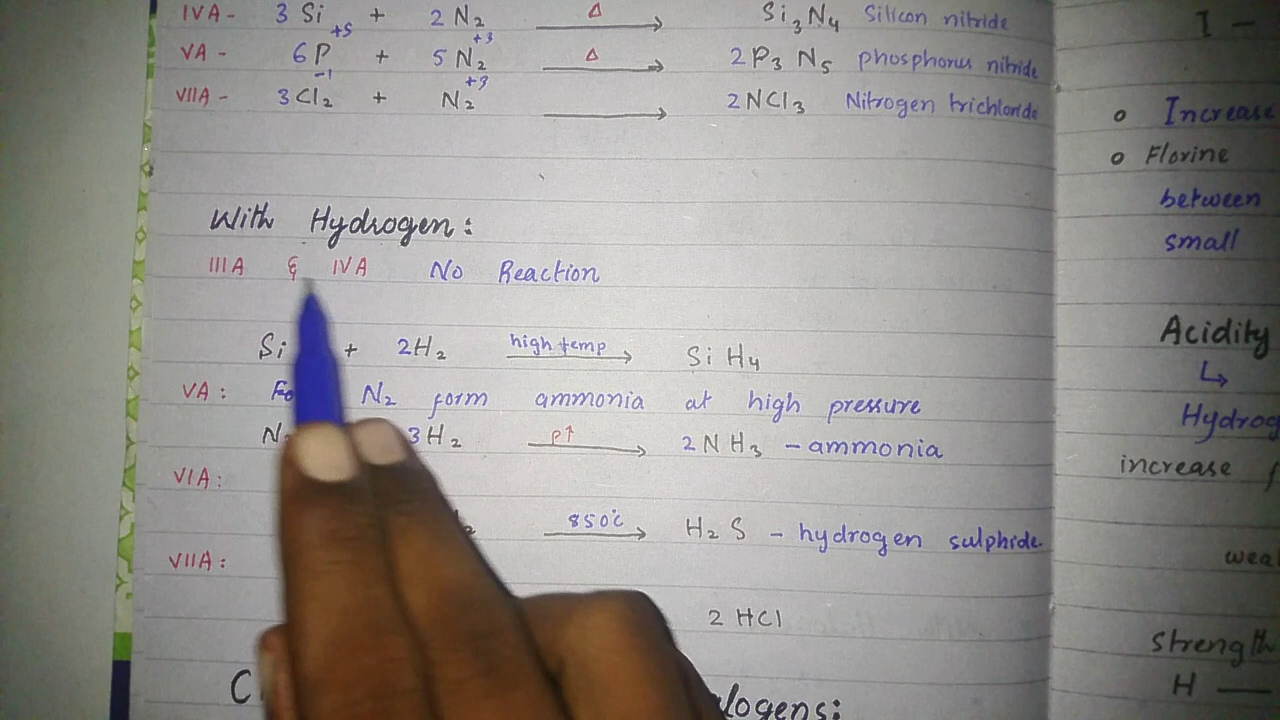 IVA - 3 Si + 2 N₂ —Δ→ Si₃N₄ Silicon nitride
+5 +3
VA - 6P + 5 N₂ —Δ→ 2P₃N₅ phosphorus nitride
-1 +3
VIIA - 3Cl₂ + N₂ → 2NCl₃ Nitrogen trichloride
With Hydrogen:
IIIA & IVA No Reaction
Si + 2H₂ —high temp→ SiH₄
VA: N₂ form ammonia at high pressure
3H₂ —P↑→ 2NH₃ - ammonia
VIA:
—850°c→ H₂S - hydrogen sulphide.
VIIA:
2 HCl
Increase
Florine
between
small
Acidity
↳
Hydrog
increase
wea
Strength
H —